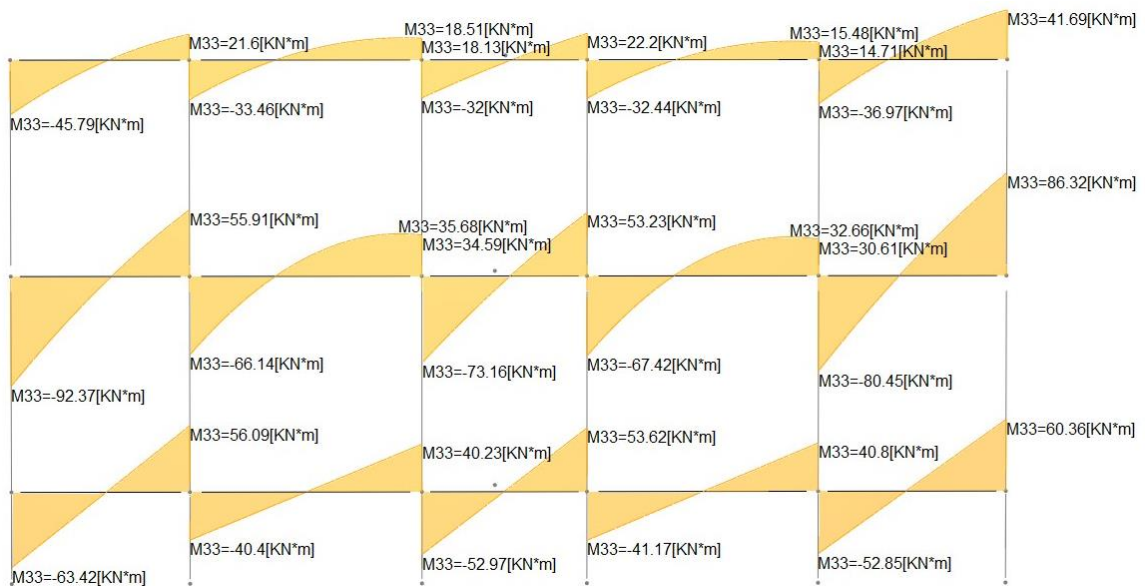 M33=41.69[KN*m]
M33=21.6[KN*m]
M33=18.51[KN*m]
M33=18.13[KN*m]
M33=22.2[KN*m]
M33=15.48[KN*m]
M33=14.71[KN*m]
M33=-45.79[KN*m]
M33=-33.46[KN*m]
M33=-32[KN*m]
M33=-32.44[KN*m]
M33=-36.97[KN*m]
M33=86.32[KN*m]
M33=55.91[KN*m]
M33=35.68[KN*m]
M33=34.59[KN*m]
M33=53.23[KN*m]
M33=32.66[KN*m]
M33=30.61[KN*m]
M33=-92.37[KN*m]
M33=-66.14[KN*m]
M33=-73.16[KN*m]
M33=-67.42[KN*m]
M33=-80.45[KN*m]
M33=56.09[KN*m]
M33=40.23[KN*m]
M33=53.62[KN*m]
M33=40.8[KN*m]
M33=60.36[KN*m]
M33=-63.42[KN*m]
M33=-40.4[KN*m]
M33=-52.97[KN*m]
M33=-41.17[KN*m]
M33=-52.85[KN*m]